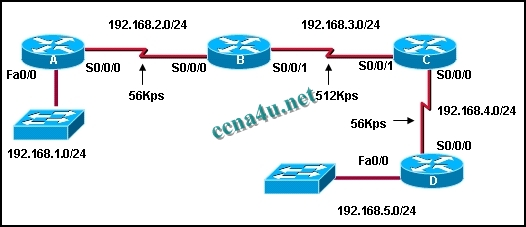 192.168.2.0/24
192.168.3.0/24
A
B
C
Fa0/0
S0/0/0
S0/0/0
S0/0/1
S0/0/1
S0/0/0
56Kps
512Kps
ccna4u.net
192.168.4.0/24
56Kps
192.168.1.0/24
S0/0/0
Fa0/0
D
192.168.5.0/24